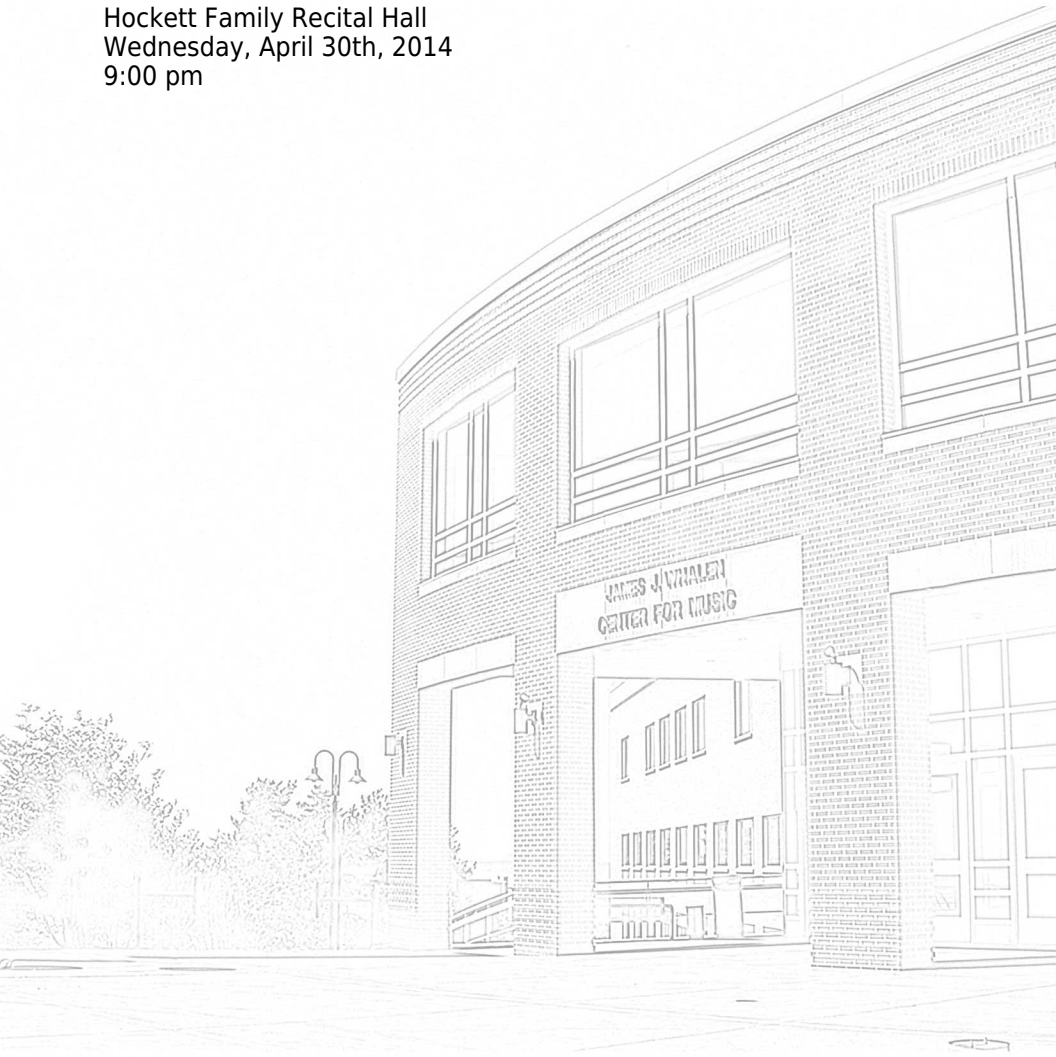 Hockett Family Recital Hall
Wednesday, April 30th, 2014
9:00 pm
JAMES J. WHALEN
CENTER FOR MUSIC